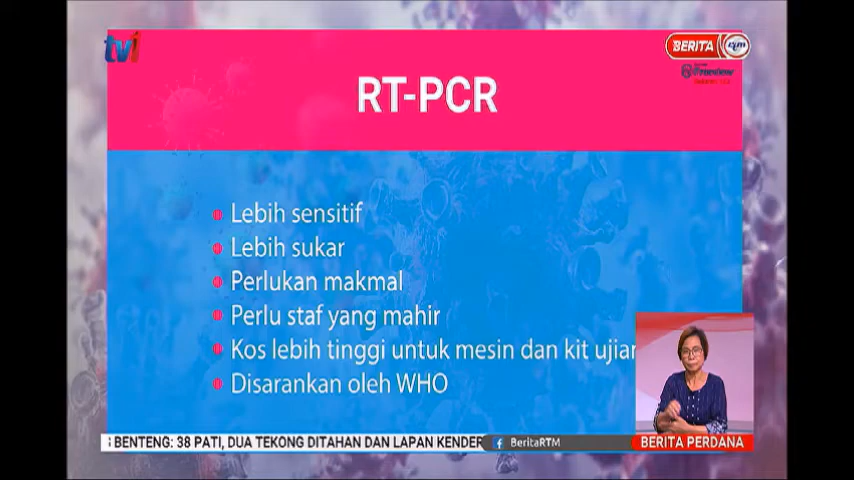 tv1
BERITA rtm
RT-PCR
Lebih sensitif
Lebih sukar
Perlukan makmal
Perlu staf yang mahir
Kos lebih tinggi untuk mesin dan kit ujian
Disarankan oleh WHO
BENTENG: 38 PATI, DUA TEKONG DITAHAN DAN LAPAN KENDER
BeritaRTM
BERITA PERDANA